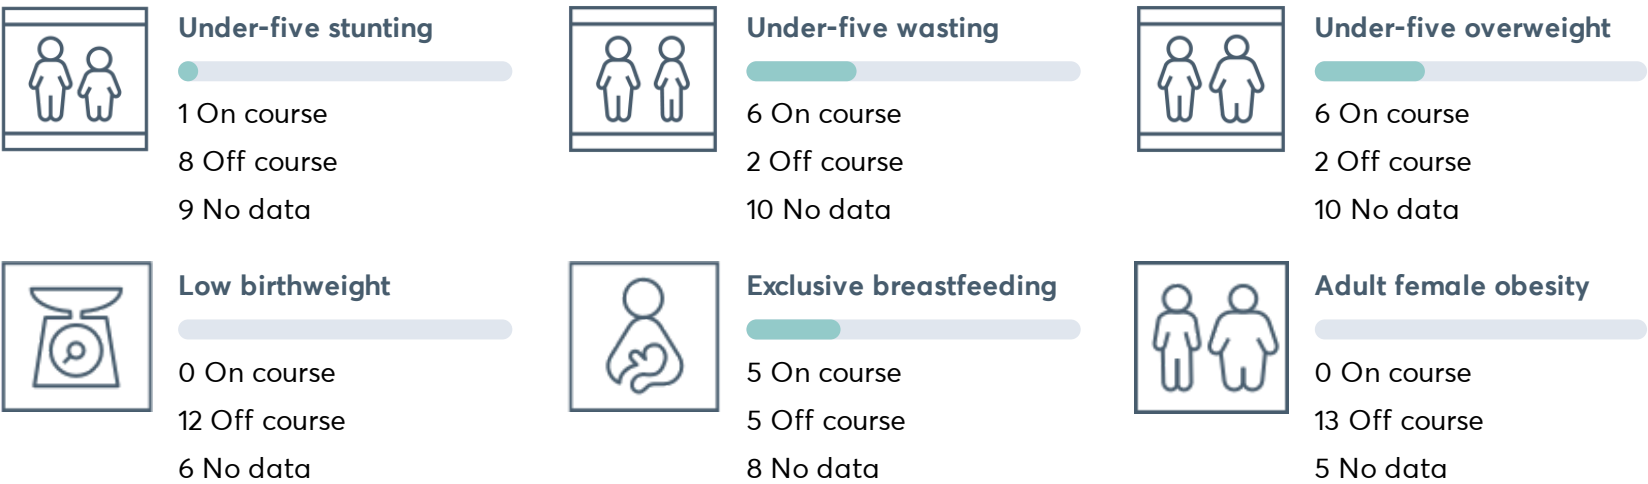 Under-five stunting
1 On course
8 Off course
9 No data
Under-five wasting
6 On course
2 Off course
10 No data
Under-five overweight
6 On course
2 Off course
10 No data
Low birthweight
0 On course
12 Off course
6 No data
Exclusive breastfeeding
5 On course
5 Off course
8 No data
Adult female obesity
0 On course
13 Off course
5 No data